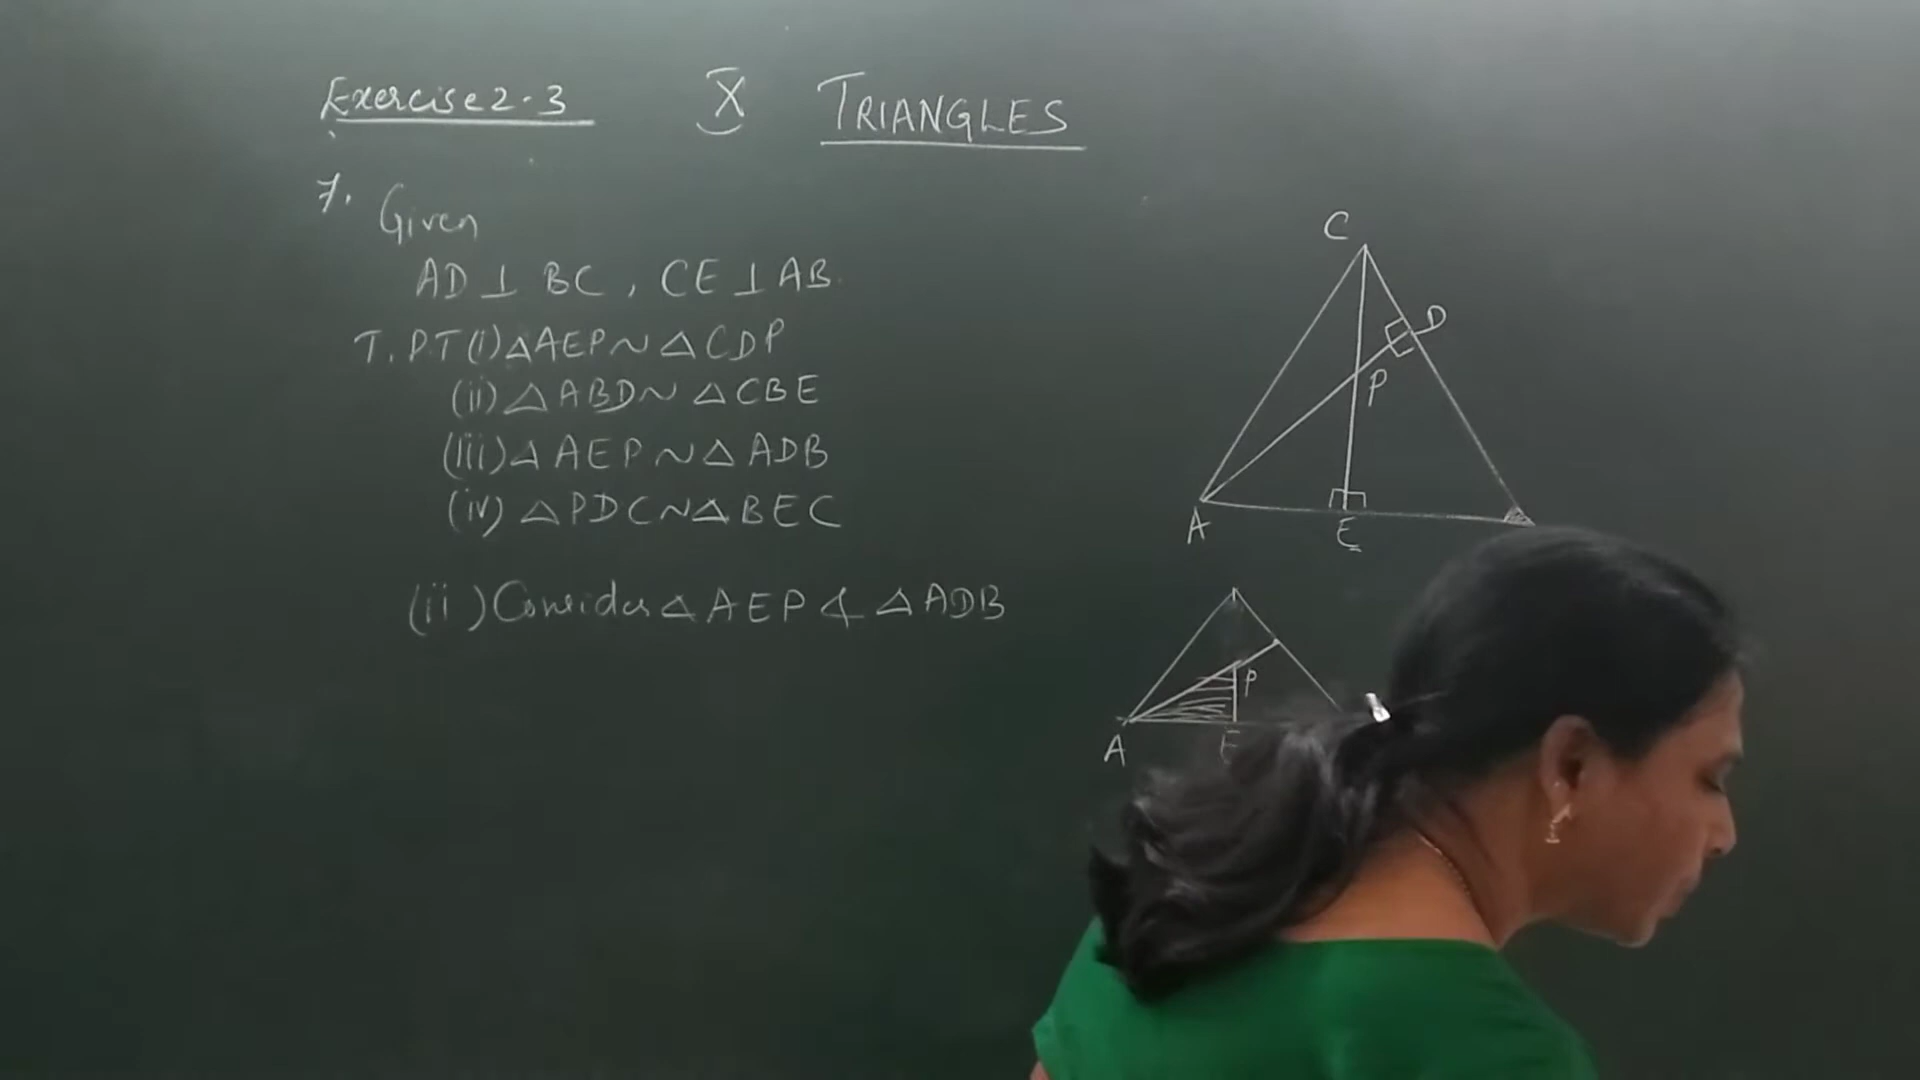 Exercise 2.3 X TRIANGLES
7. Given
AD ⊥ BC, CE ⊥ AB.
T.P.T (i) △AEP ~ △CDP
(ii) △ABD ~ △CBE
(iii) △AEP ~ △ADB
(iv) △PDC ~ △BEC
(ii) Consider △AEP & △ADB
C
D
P
A
E
P
A
E